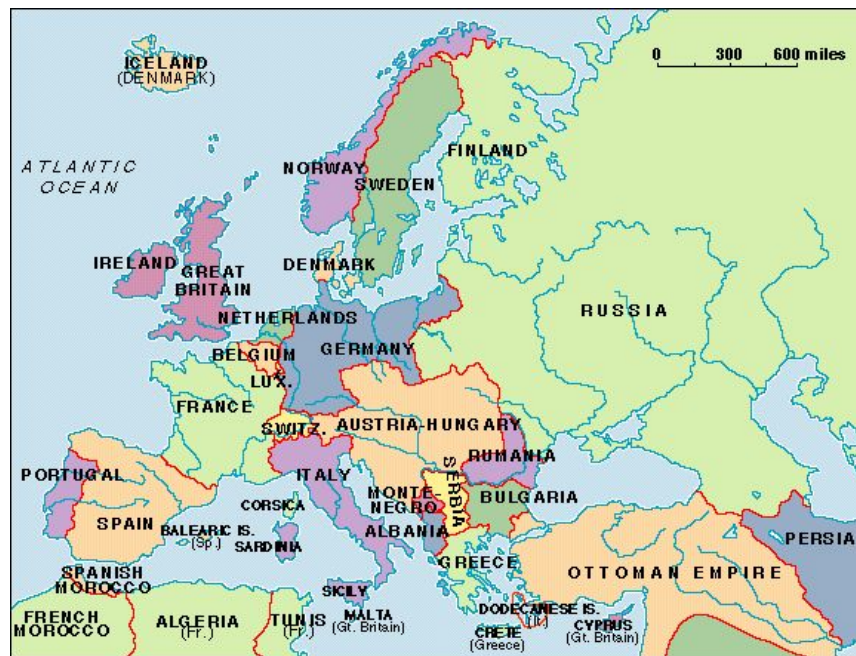 ICELAND
(DENMARK)
0 300 600 miles
ATLANTIC
OCEAN
NORWAY
SWEDEN
FINLAND
IRELAND
GREAT
BRITAIN
DENMARK
RUSSIA
NETHERLANDS
BELGIUM
GERMANY
LUX.
FRANCE
SWITZ.
AUSTRIA-HUNGARY
RUMANIA
PORTUGAL
SPAIN
ITALY
SERBIA
MONTE-
NEGRO
BULGARIA
CORSICA
ALBANIA
BALEARIC IS.
(Sp.)
SARDINIA
PERSIA
GREECE
OTTOMAN EMPIRE
SPANISH
MOROCCO
SICILY
FRENCH
MOROCCO
ALGERIA
(Fr.)
TUNIS
(Fr.)
MALTA
(Gt. Britain)
DODECANESE IS.
(It.)
CRETE
(Greece)
CYPRUS
(Gt. Britain)